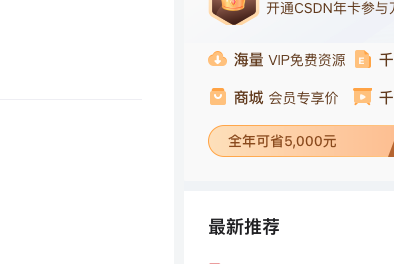 开通CSDN年卡参与
海量 VIP免费资源 千
商城 会员专享价 千
全年可省5,000元
最新推荐